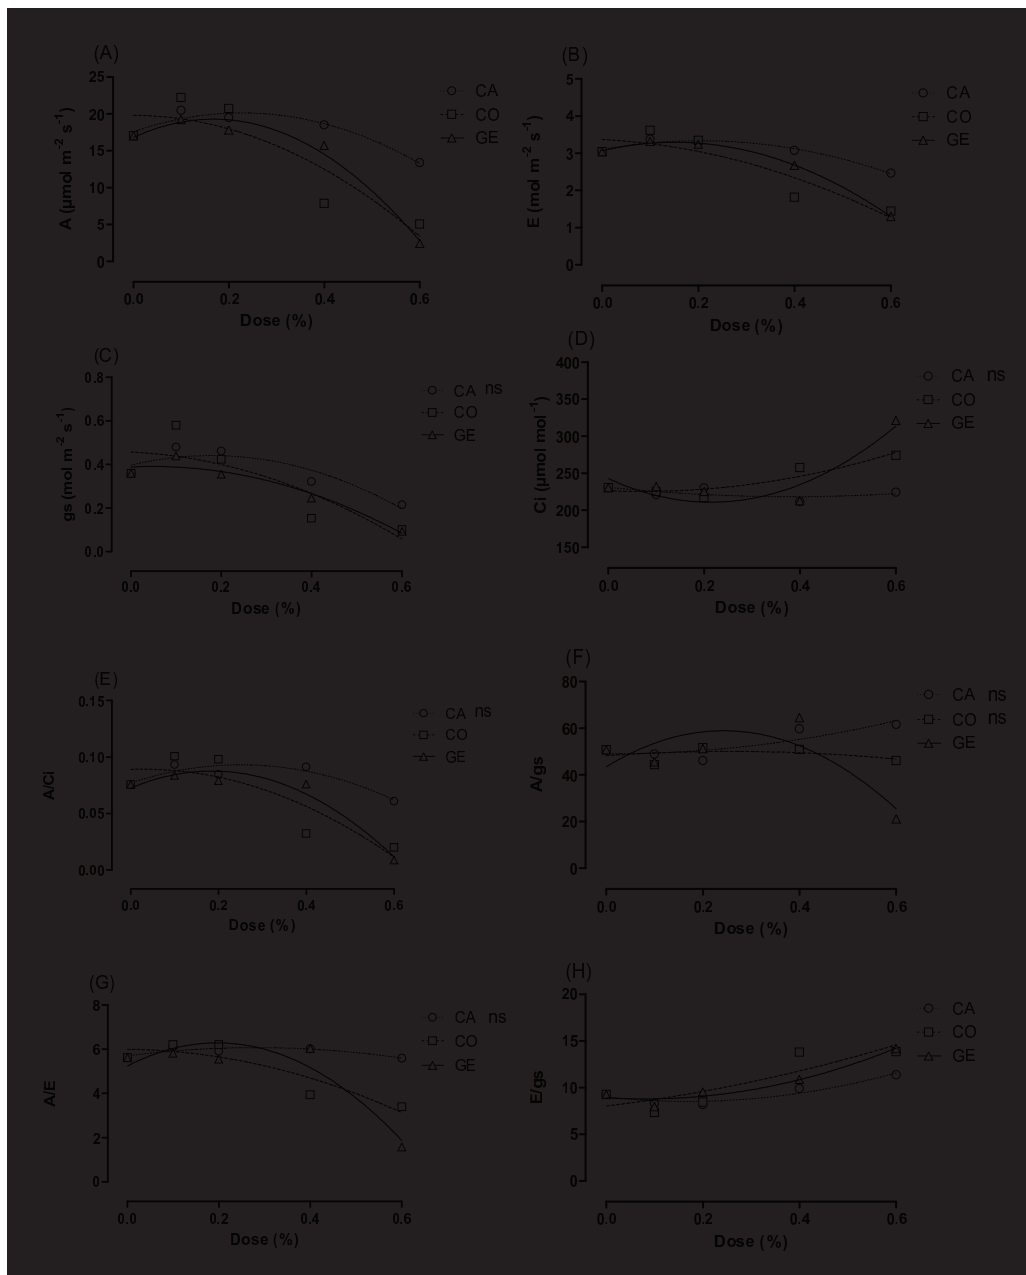 (A)
25
20
15
10
5
0
A (µmol m-2 s-1)
0.0 0.2 0.4 0.6
Dose (%)
CA
CO
GE
(B)
5
4
3
2
1
0
E (mol m-2 s-1)
0.0 0.2 0.4 0.6
Dose (%)
CA
CO
GE
(C)
0.8
0.6
0.4
0.2
0.0
gs (mol m-2 s-1)
0.0 0.2 0.4 0.6
Dose (%)
CA ns
CO
GE
(D)
400
350
300
250
200
150
Ci (µmol mol-1)
0.0 0.2 0.4 0.6
Dose (%)
CA ns
CO
GE
(E)
0.15
0.10
0.05
0.00
A/Ci
0.0 0.2 0.4 0.6
Dose (%)
CA ns
CO
GE
(F)
80
60
40
20
0
A/gs
0.0 0.2 0.4 0.6
Dose (%)
CA ns
CO ns
GE
(G)
8
6
4
2
0
A/E
0.0 0.2 0.4 0.6
Dose (%)
CA ns
CO
GE
(H)
20
15
10
5
0
E/gs
0.0 0.2 0.4 0.6
Dose (%)
CA
CO
GE